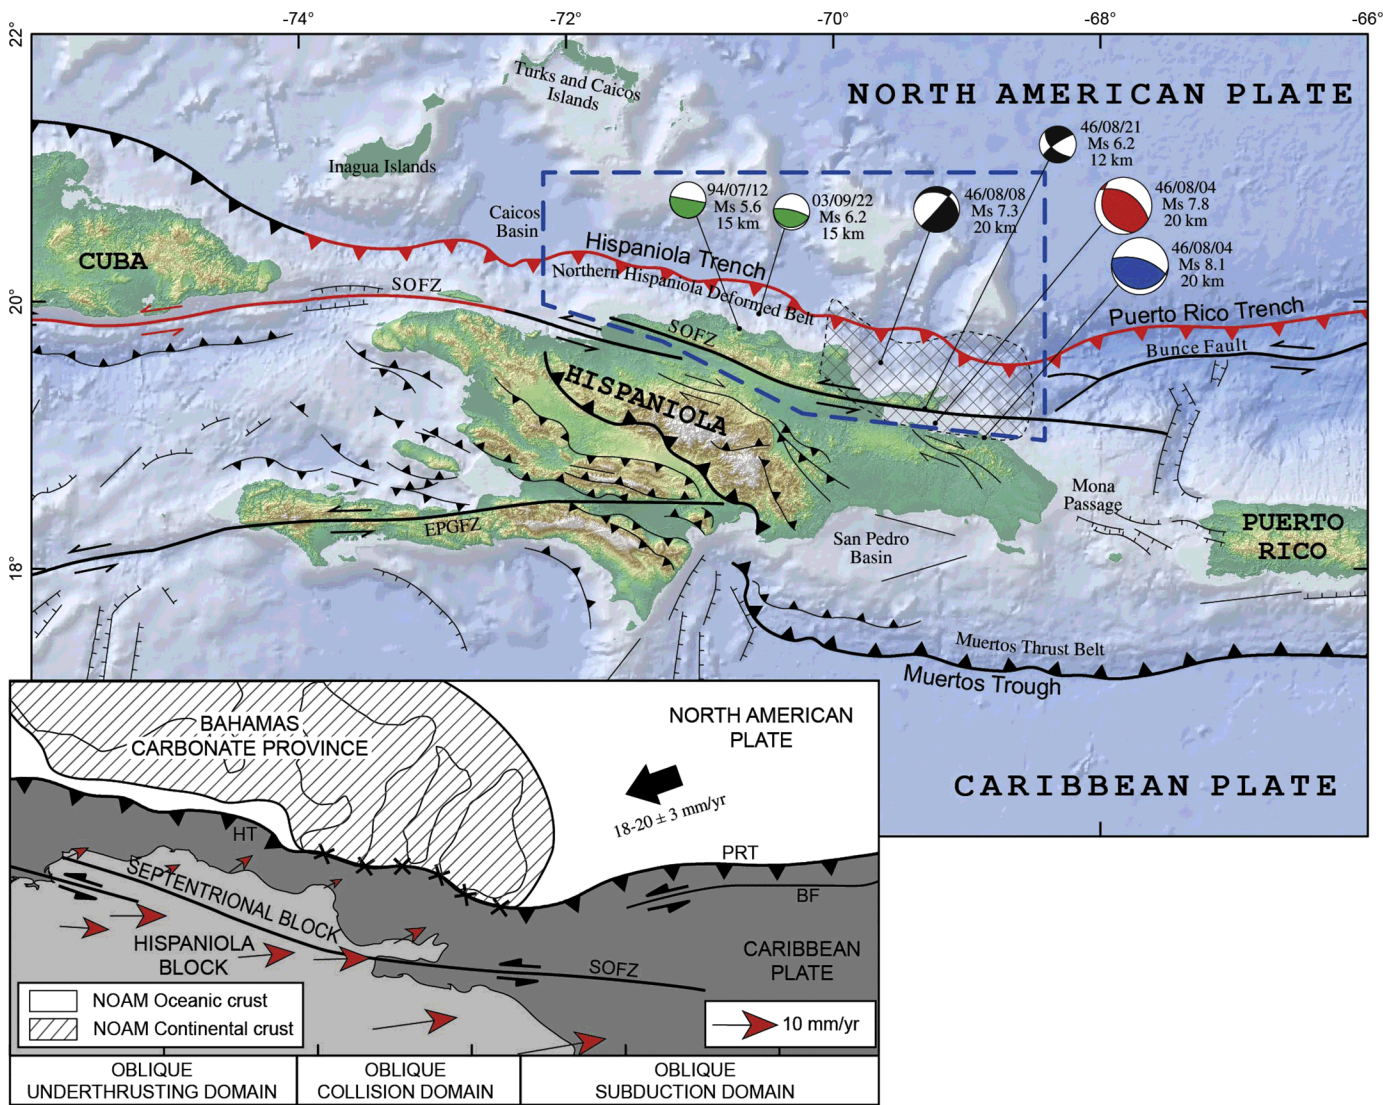 -74°
-72°
-70°
-68°
-66°
22°
20°
18°
Turks and Caicos
Islands
NORTH AMERICAN PLATE
Inagua Islands
46/08/21
Ms 6.2
12 km
94/07/12
Ms 5.6
15 km
03/09/22
Ms 6.2
15 km
46/08/08
Ms 7.3
20 km
46/08/04
Ms 7.8
20 km
46/08/04
Ms 8.1
20 km
Caicos
Basin
CUBA
Hispaniola Trench
Northern Hispaniola Deformed Belt
SOFZ
SOFZ
Puerto Rico Trench
Bunce Fault
HISPANIOLA
EPGFZ
Mona
Passage
San Pedro
Basin
PUERTO
RICO
Muertos Thrust Belt
Muertos Trough
CARIBBEAN PLATE
BAHAMAS
CARBONATE PROVINCE
NORTH AMERICAN
PLATE
18-20 ± 3 mm/yr
HT
PRT
BF
SEPTENTRIONAL BLOCK
HISPANIOLA
BLOCK
CARIBBEAN
PLATE
SOFZ
NOAM Oceanic crust
NOAM Continental crust
10 mm/yr
OBLIQUE
UNDERTHRUSTING DOMAIN
OBLIQUE
COLLISION DOMAIN
OBLIQUE
SUBDUCTION DOMAIN